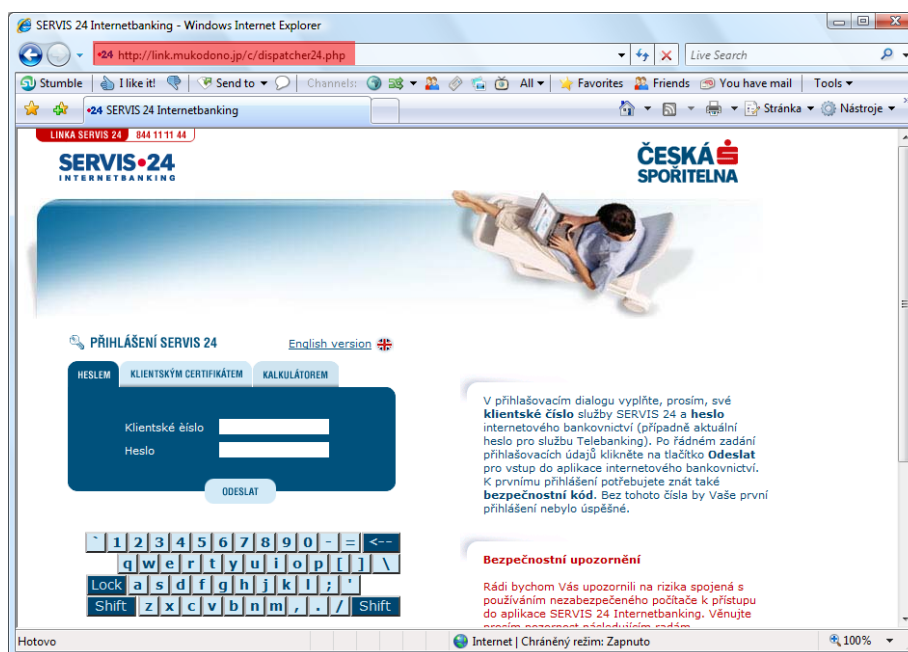 SERVIS 24 Internetbanking - Windows Internet Explorer
•24 http://link.mukodono.jp/c/dispatcher24.php
Live Search
Stumble I like it! Send to Channels: All Favorites Friends You have mail Tools
•24 SERVIS 24 Internetbanking
Stránka Nástroje
LINKA SERVIS 24 844 11 11 44
SERVIS•24
INTERNETBANKING
ČESKÁ
SPOŘITELNA
PŘIHLÁŠENÍ SERVIS 24
English version
HESLEM KLIENTSKÝM CERTIFIKÁTEM KALKULÁTOREM
Klientské èíslo
Heslo
ODESLAT
V přihlašovacím dialogu vyplňte, prosím, své
klientské číslo služby SERVIS 24 a heslo
internetového bankovnictví (případně aktuální
heslo pro službu Telebanking). Po řádném zadání
přihlašovacích údajů klikněte na tlačítko Odeslat
pro vstup do aplikace internetového bankovnictví.
K prvnímu přihlášení potřebujete znát také
bezpečnostní kód. Bez tohoto čísla by Vaše první
přihlášení nebylo úspěšné.
` 1 2 3 4 5 6 7 8 9 0 - = <--
q w e r t y u i o p [ ] \
Lock a s d f g h j k l ; '
Shift z x c v b n m , . / Shift
Bezpečnostní upozornění
Rádi bychom Vás upozornili na rizika spojená s
používáním nezabezpečeného počítače k přístupu
do aplikace SERVIS 24 Internetbanking. Věnujte
prosím pozornost následujícím radám
Hotovo
Internet | Chráněný režim: Zapnuto
100%